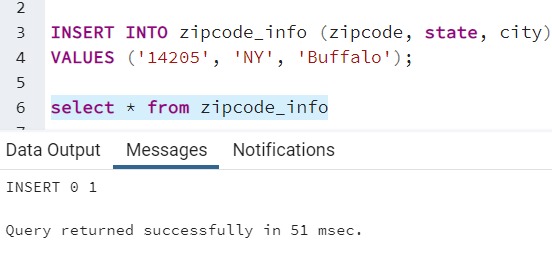 2
3 INSERT INTO zipcode_info (zipcode, state, city)
4 VALUES ('14205', 'NY', 'Buffalo');
5
6 select * from zipcode_info
Data Output Messages Notifications
INSERT 0 1
Query returned successfully in 51 msec.